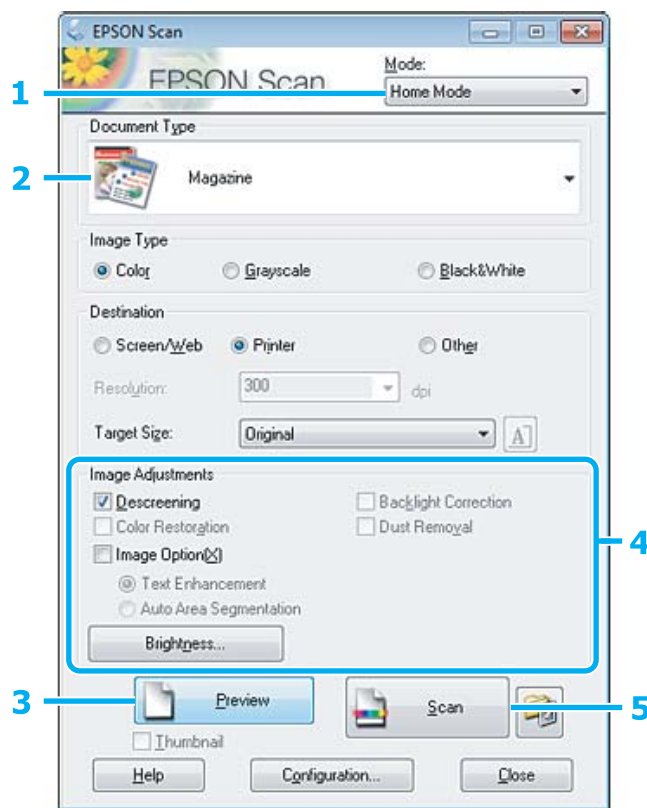 EPSON Scan
EPSON Scan
Mode:
1
Home Mode
Document Type
2
Magazine
Image Type
Color Grayscale Black&White
Destination
Screen/Web Printer Other
Resolution: 300 dpi
Target Size: Original A
Image Adjustments
Descreening Backlight Correction
Color Restoration Dust Removal
Image Option(X)
4
Text Enhancement
Auto Area Segmentation
Brightness...
3 Preview Scan 5
Thumbnail
Help Configuration... Close